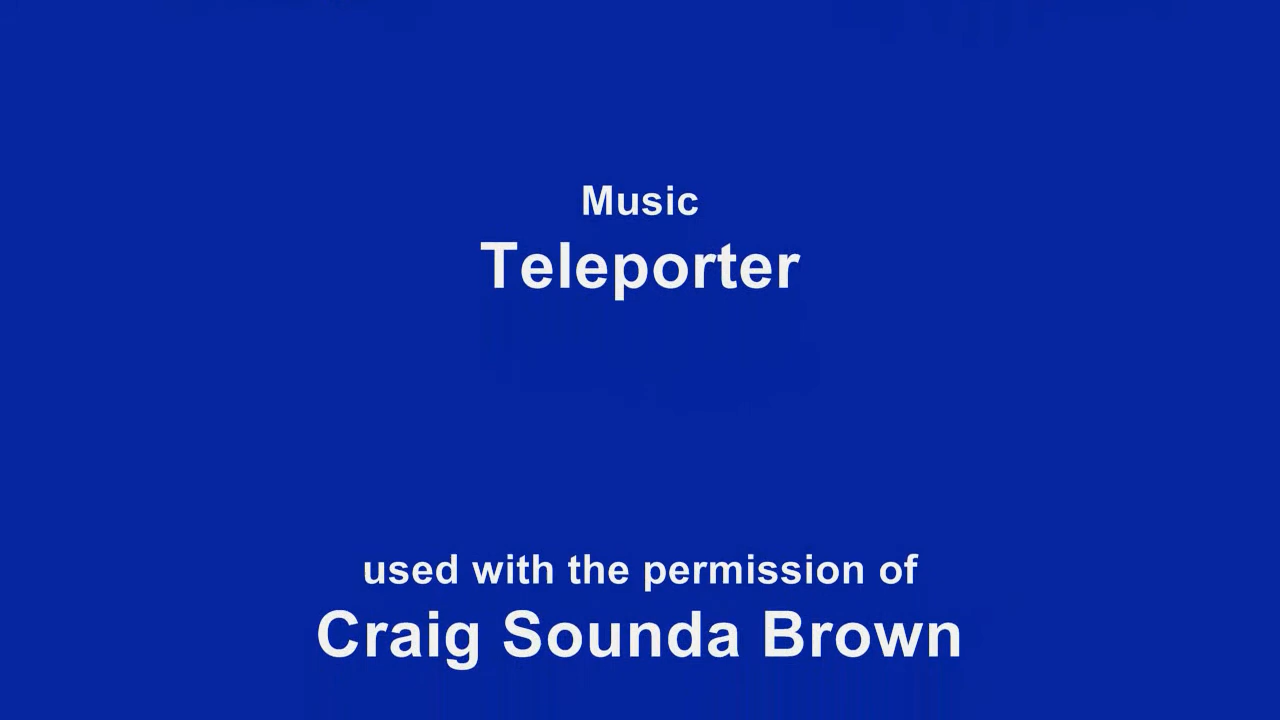 Music
Teleporter
used with the permission of
Craig Sounda Brown